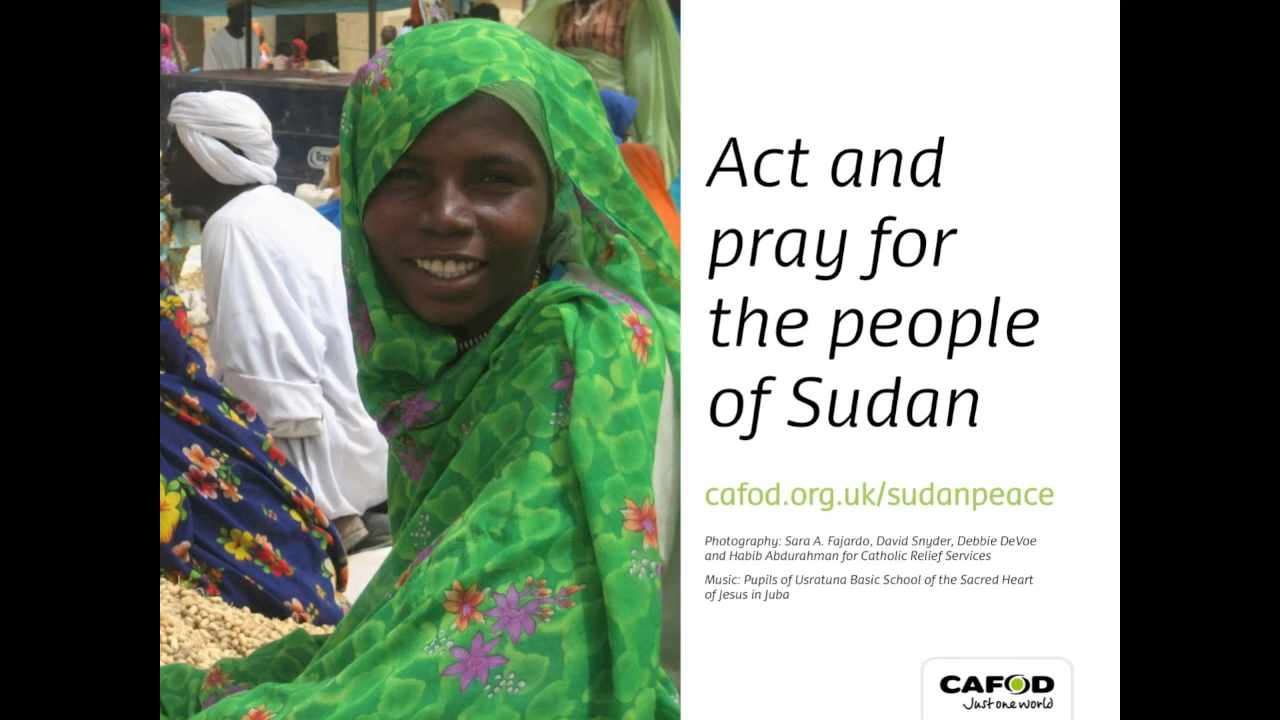 Act and
pray for
the people
of Sudan
cafod.org.uk/sudanpeace
Photography: Sara A. Fajardo, David Snyder, Debbie DeVoe
and Habib Abdurahman for Catholic Relief Services
Music: Pupils of Usratuna Basic School of the Sacred Heart
of Jesus in Juba
CAFOD
Just one world